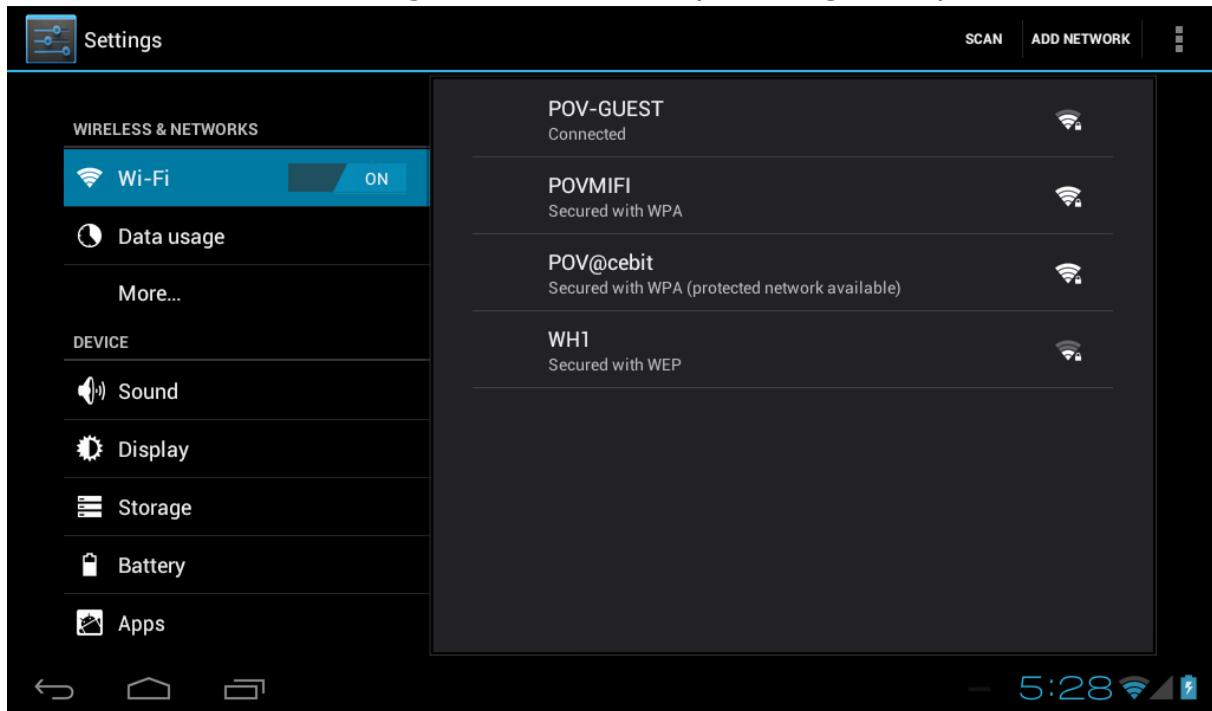 Settings
SCAN
ADD NETWORK
WIRELESS & NETWORKS
Wi-Fi
ON
Data usage
More...
DEVICE
Sound
Display
Storage
Battery
Apps
POV-GUEST
Connected
POVMIFI
Secured with WPA
POV@cebit
Secured with WPA (protected network available)
WH1
Secured with WEP
5:28